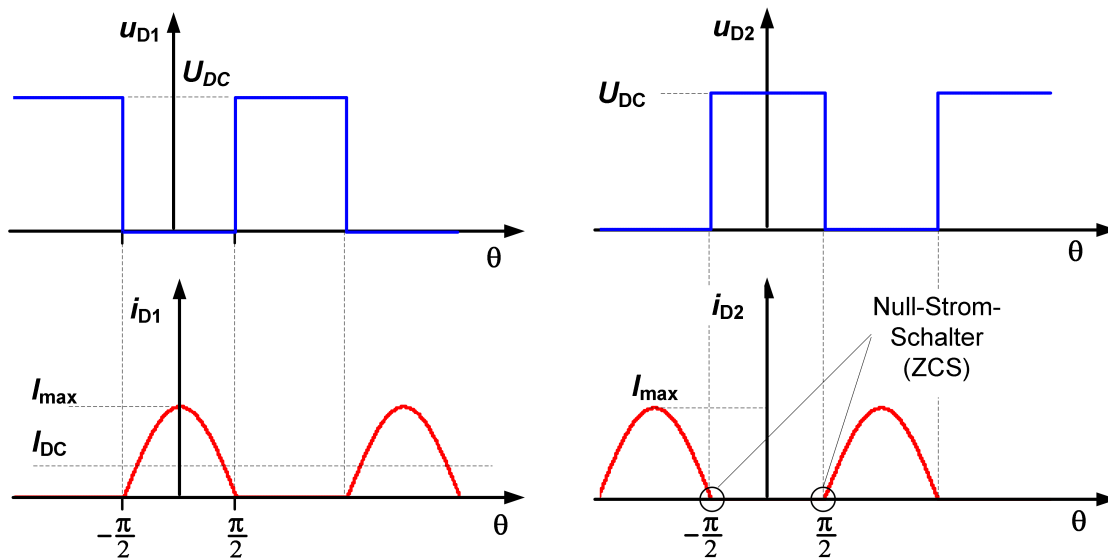 u_D1
U_DC
θ
-π/2
π/2
i_D1
I_max
I_DC
θ
u_D2
U_DC
θ
i_D2
Null-Strom-
Schalter
(ZCS)
I_max
-π/2
π/2
θ